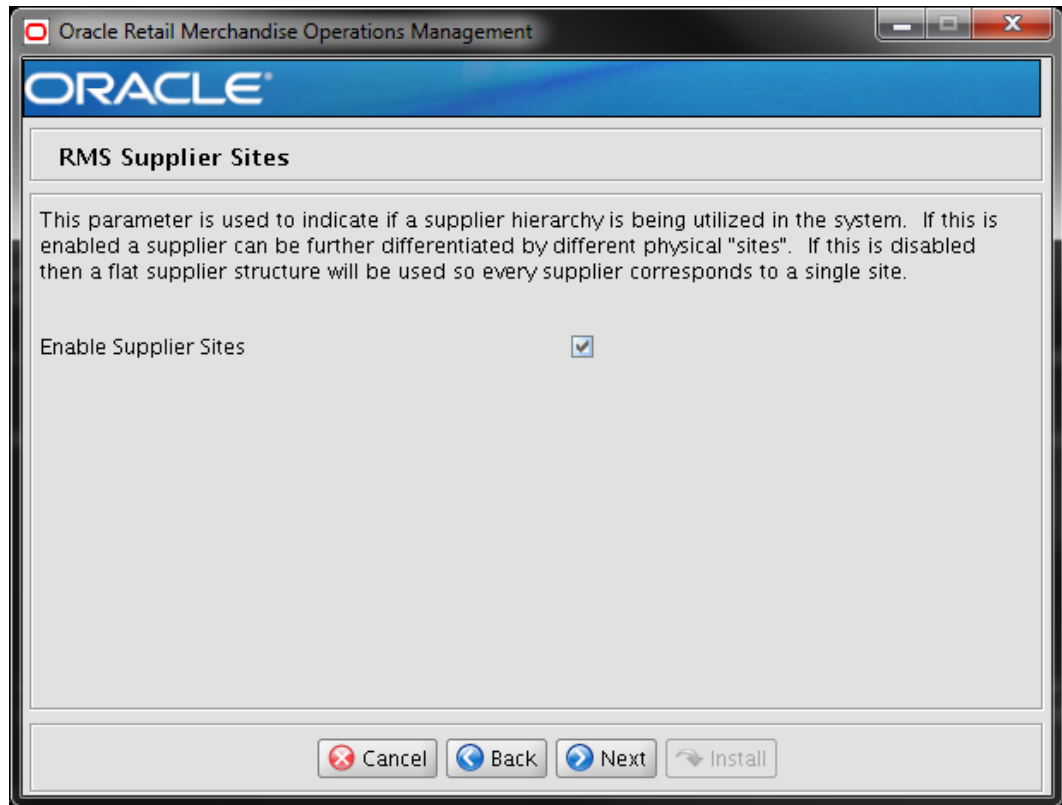 Oracle Retail Merchandise Operations Management
ORACLE®
RMS Supplier Sites
This parameter is used to indicate if a supplier hierarchy is being utilized in the system.  If this is
enabled a supplier can be further differentiated by different physical "sites".  If this is disabled
then a flat supplier structure will be used so every supplier corresponds to a single site.
Enable Supplier Sites
Cancel Back Next Install